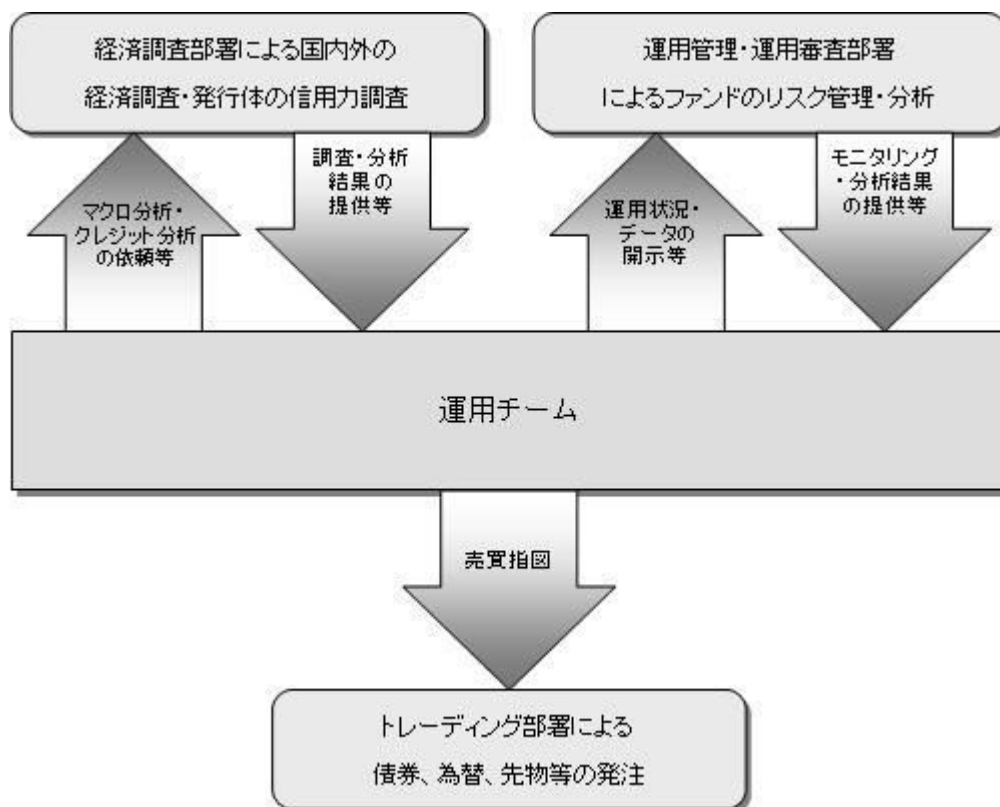 経済調査部署による国内外の
経済調査・発行体の信用力調査
運用管理・運用審査部署
によるファンドのリスク管理・分析
マクロ分析・
クレジット分析
の依頼等
調査・分析
結果の
提供等
運用状況・
データの
開示等
モニタリング
・分析結果
の提供等
運用チーム
売買指図
トレーディング部署による
債券、為替、先物等の発注